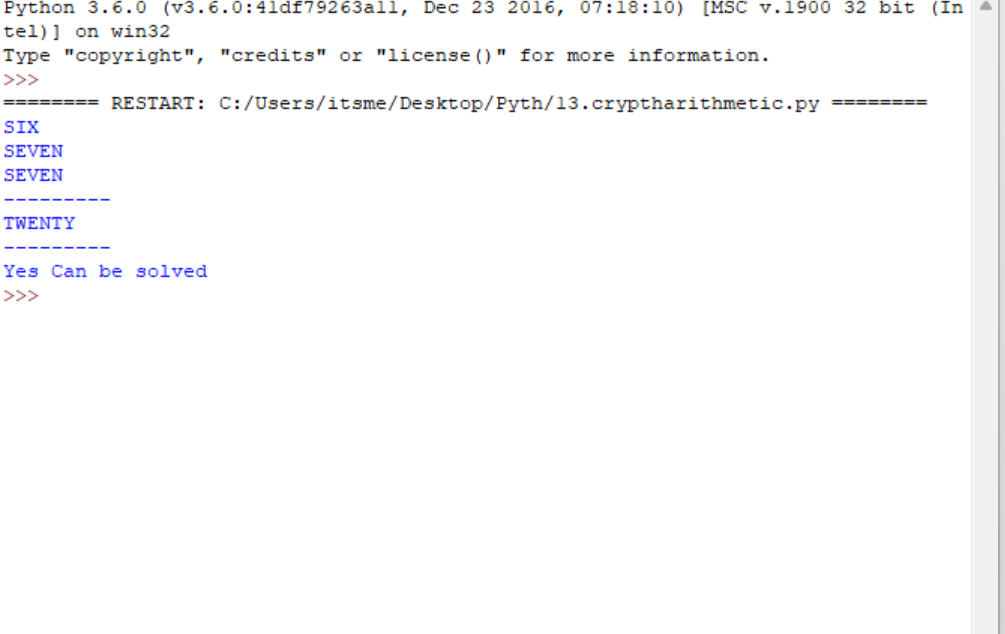 Python 3.6.0 (v3.6.0:41df79263a11, Dec 23 2016, 07:18:10) [MSC v.1900 32 bit (In
tel)] on win32
Type "copyright", "credits" or "license()" for more information.
>>>
======== RESTART: C:/Users/itsme/Desktop/Pyth/13.cryptharithmetic.py ========
SIX
SEVEN
SEVEN
---------
TWENTY
---------
Yes Can be solved
>>>